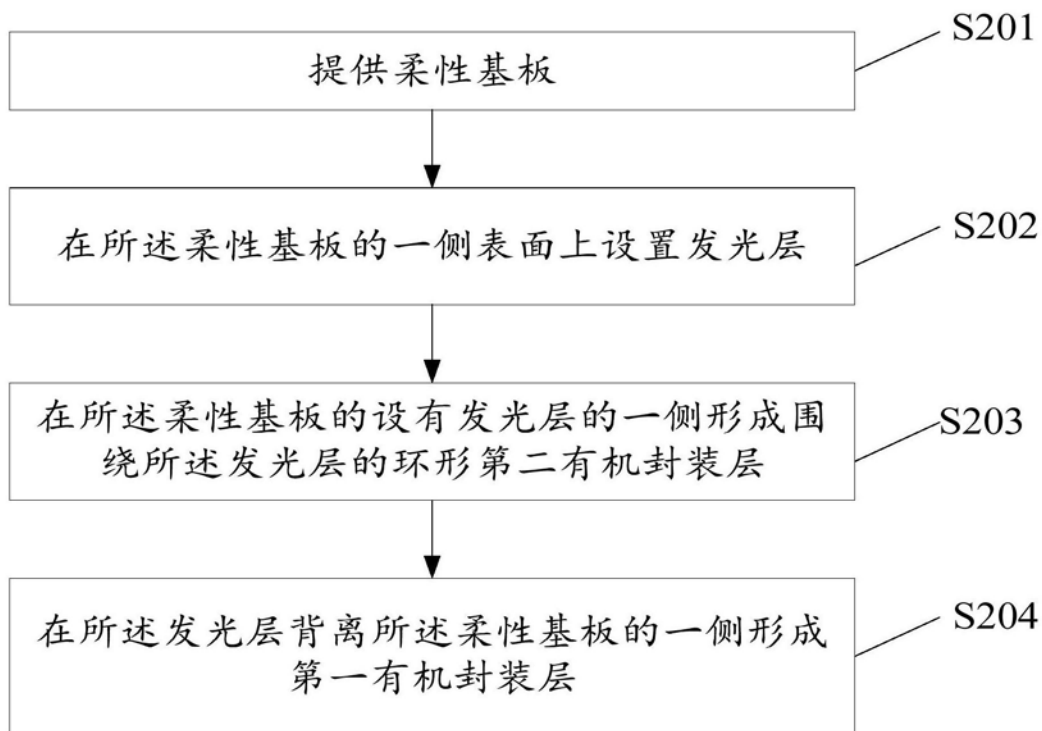 S201
提供柔性基板
S202
在所述柔性基板的一侧表面上设置发光层
S203
在所述柔性基板的设有发光层的一侧形成围
绕所述发光层的环形第二有机封装层
S204
在所述发光层背离所述柔性基板的一侧形成
第一有机封装层